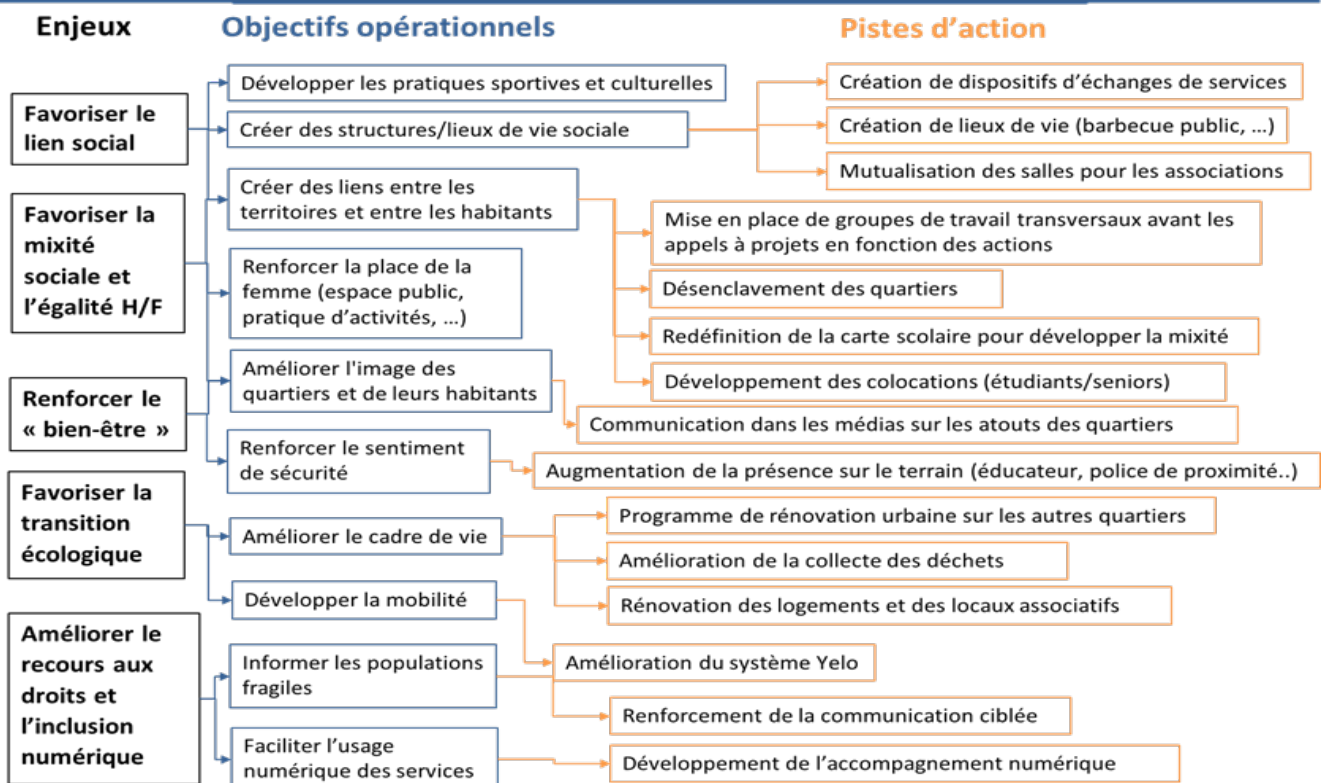 Enjeux
Objectifs opérationnels
Pistes d'action
Favoriser le
lien social
Favoriser la
mixité
sociale et
l'égalité H/F
Renforcer le
« bien-être »
Favoriser la
transition
écologique
Améliorer le
recours aux
droits et
l'inclusion
numérique
Développer les pratiques sportives et culturelles
Créer des structures/lieux de vie sociale
Créer des liens entre les
territoires et entre les habitants
Renforcer la place de la
femme (espace public,
pratique d'activités, ...)
Améliorer l'image des
quartiers et de leurs habitants
Renforcer le sentiment
de sécurité
Améliorer le cadre de vie
Développer la mobilité
Informer les populations
fragiles
Faciliter l'usage
numérique des services
Création de dispositifs d'échanges de services
Création de lieux de vie (barbecue public, ...)
Mutualisation des salles pour les associations
Mise en place de groupes de travail transversaux avant les
appels à projets en fonction des actions
Désenclavement des quartiers
Redéfinition de la carte scolaire pour développer la mixité
Développement des colocations (étudiants/seniors)
Communication dans les médias sur les atouts des quartiers
Augmentation de la présence sur le terrain (éducateur, police de proximité..)
Programme de rénovation urbaine sur les autres quartiers
Amélioration de la collecte des déchets
Rénovation des logements et des locaux associatifs
Amélioration du système Yelo
Renforcement de la communication ciblée
Développement de l'accompagnement numérique